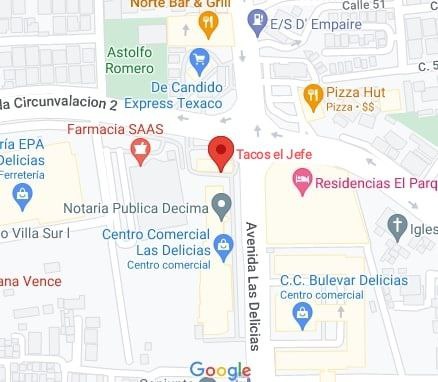 Norte Bar & Grill
Calle 51
E/S D' Empaire
Astolfo
Romero
C. 5
De Candido
Express Texaco
Pizza Hut
Pizza • $$
la Circunvalacion 2
Farmacia SAAS
Tacos el Jefe
ría EPA
Delicias
Ferretería
Residencias El Parq
Notaria Publica Decima
o Villa Sur I
Centro Comercial
Las Delicias
Centro comercial
Avenida Las Delicias
Igles
ana Vence
C.C. Bulevar Delicias
Centro comercial
Google